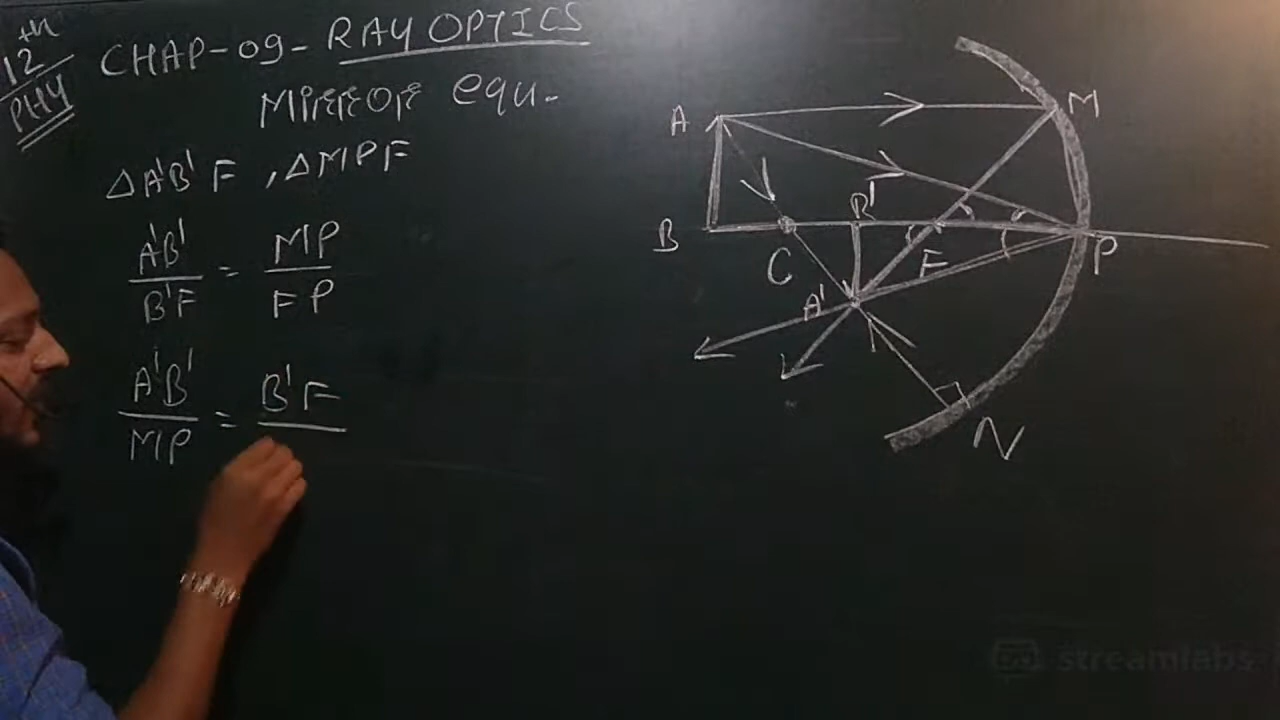 12th
PHY
CHAP-09- RAY OPTICS
Mirror equ.
ΔA'B'F , ΔMPF
A'B'/B'F = MP/FP
A'B'/MP = B'F/
A
M
B
C
B'
F
P
A'
N
streamlabs